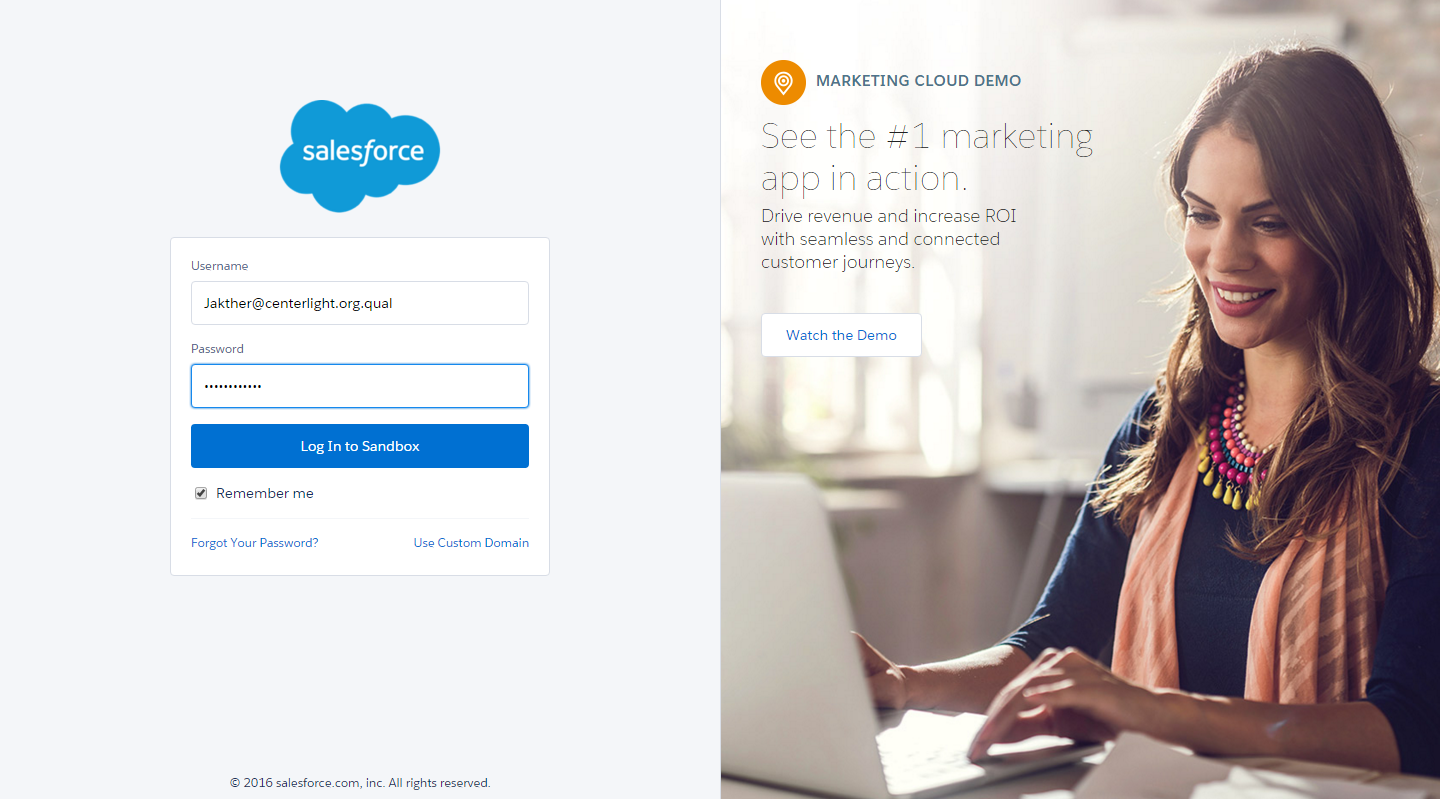 salesforce
Username
Jakther@centerlight.org.qual
Password
••••••••••••
Log In to Sandbox
Remember me
Forgot Your Password?
Use Custom Domain
© 2016 salesforce.com, inc. All rights reserved.
MARKETING CLOUD DEMO
See the #1 marketing
app in action.
Drive revenue and increase ROI
with seamless and connected
customer journeys.
Watch the Demo